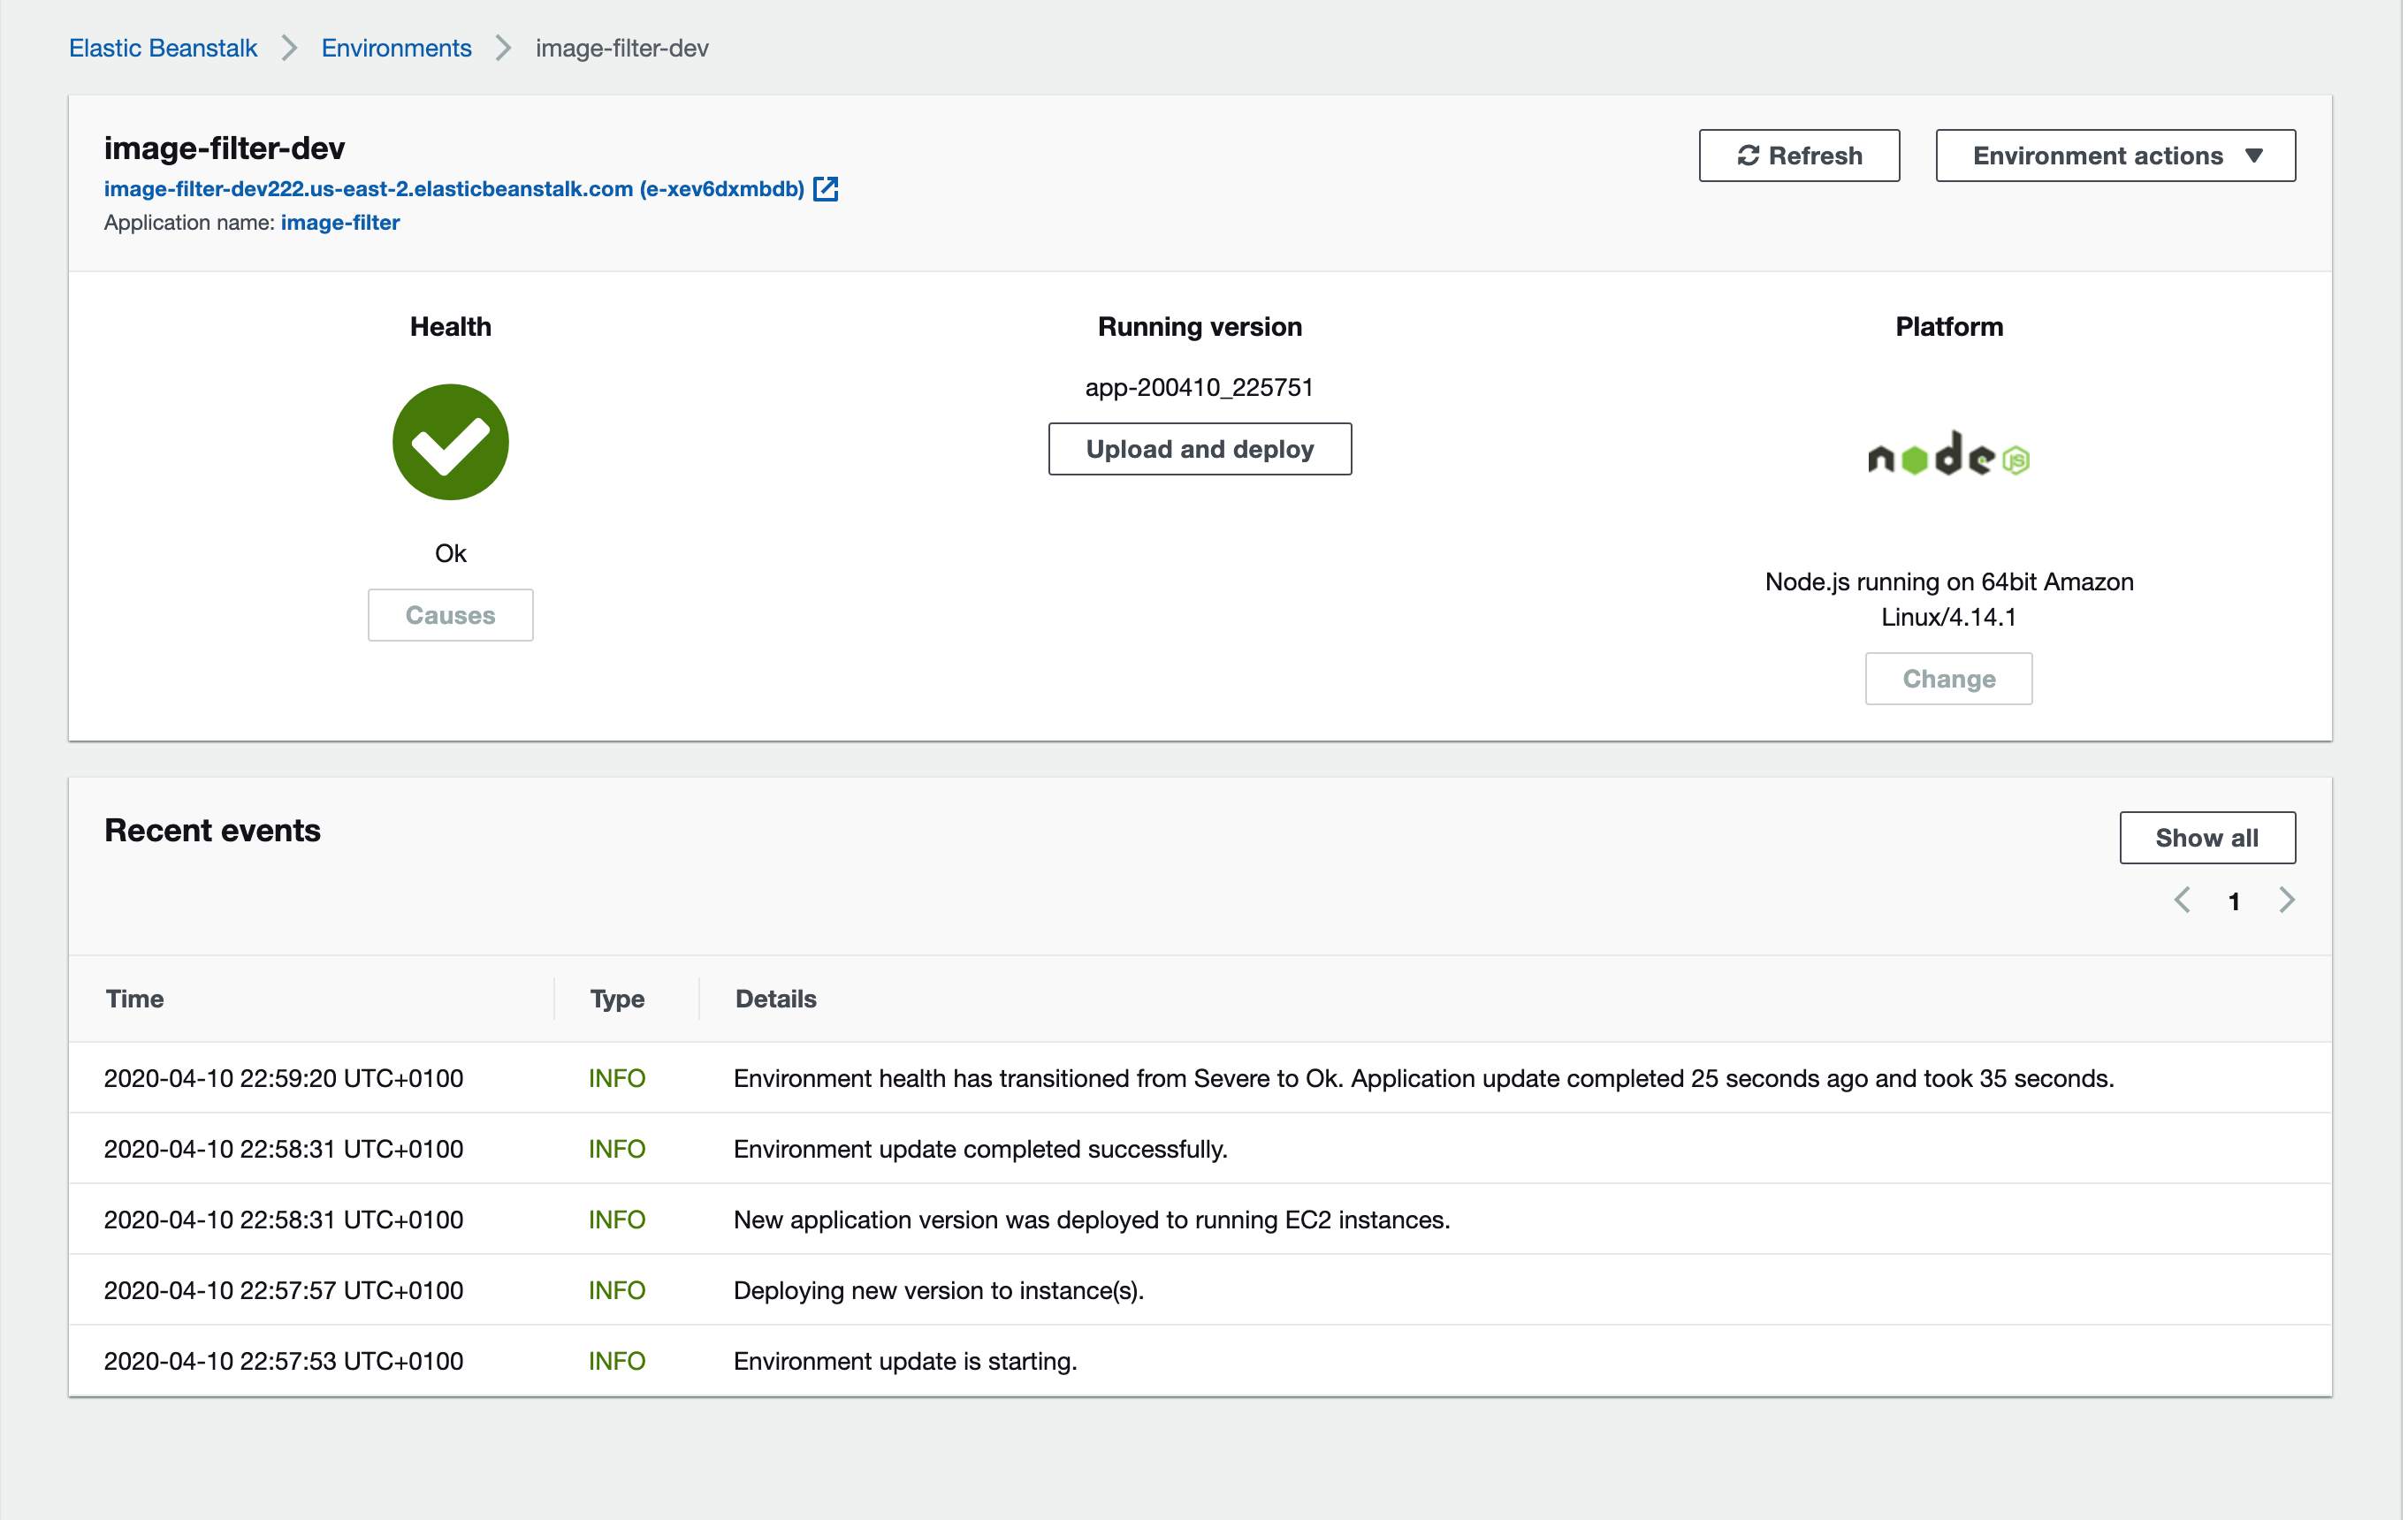 Elastic Beanstalk > Environments > image-filter-dev
image-filter-dev
Refresh
Environment actions ▼
image-filter-dev222.us-east-2.elasticbeanstalk.com (e-xev6dxmbdb)
Application name: image-filter
Health
Running version
Platform
app-200410_225751
Upload and deploy
node JS
Ok
Causes
Node.js running on 64bit Amazon
Linux/4.14.1
Change
Recent events
Show all
< 1 >
Time Type Details
2020-04-10 22:59:20 UTC+0100 INFO Environment health has transitioned from Severe to Ok. Application update completed 25 seconds ago and took 35 seconds.
2020-04-10 22:58:31 UTC+0100 INFO Environment update completed successfully.
2020-04-10 22:58:31 UTC+0100 INFO New application version was deployed to running EC2 instances.
2020-04-10 22:57:57 UTC+0100 INFO Deploying new version to instance(s).
2020-04-10 22:57:53 UTC+0100 INFO Environment update is starting.